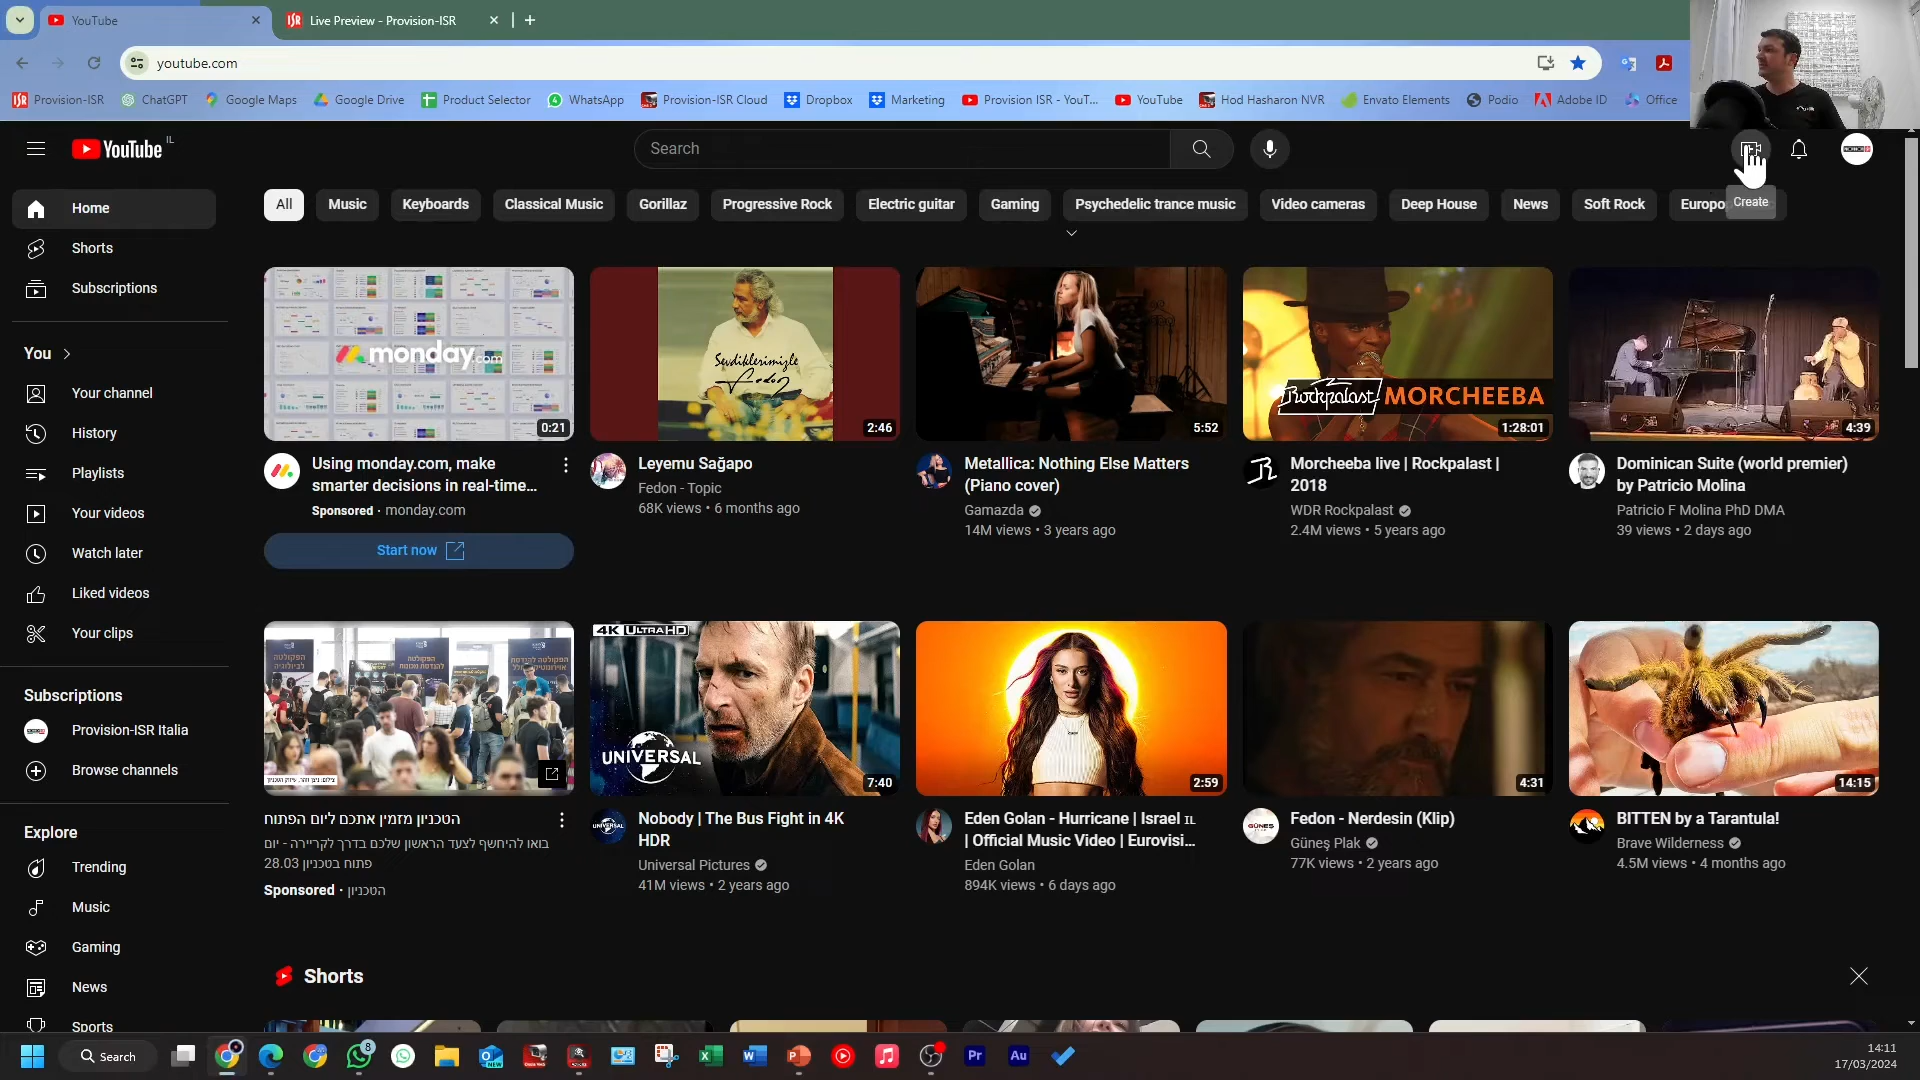 YouTube
Live Preview - Provision-ISR
youtube.com
Provision-ISR
ChatGPT
Google Maps
Google Drive
Product Selector
WhatsApp
Provision-ISR Cloud
Dropbox
Marketing
Provision ISR - YouT...
YouTube
Hod Hasharon NVR
Envato Elements
Podio
Adobe ID
Office
YouTube IL
Search
Create
Home
Shorts
Subscriptions
You
Your channel
History
Playlists
Your videos
Watch later
Liked videos
Your clips
Subscriptions
Provision-ISR Italia
Browse channels
Explore
Trending
Music
Gaming
News
Sports
All
Music
Keyboards
Classical Music
Gorillaz
Progressive Rock
Electric guitar
Gaming
Psychedelic trance music
Video cameras
Deep House
News
Soft Rock
monday.com
0:21
Using monday.com, make
smarter decisions in real-time...
Sponsored · monday.com
Start now
Sevdiklerimizle
Fedon
2:46
Leyemu Sağapo
Fedon - Topic
68K views • 6 months ago
5:52
Metallica: Nothing Else Matters
(Piano cover)
Gamazda
14M views • 3 years ago
Rockpalast MORCHEEBA
1:28:01
Morcheeba live | Rockpalast |
2018
WDR Rockpalast
2.4M views • 5 years ago
4:39
Dominican Suite (world premier)
by Patricio Molina
Patricio F Molina PhD DMA
39 views • 2 days ago
הטכניון מזמין אתכם ליום הפתוח
בואו להיחשף לצעד הראשון שלכם בדרך לקריירה - יום
פתוח בטכניון 28.03
Sponsored · הטכניון
4K ULTRAHD
UNIVERSAL
7:40
Nobody | The Bus Fight in 4K
HDR
Universal Pictures
41M views • 2 years ago
2:59
Eden Golan - Hurricane | Israel IL
| Official Music Video | Eurovisi...
Eden Golan
894K views • 6 days ago
4:31
Fedon - Nerdesin (Klip)
Güneş Plak
77K views • 2 years ago
14:15
BITTEN by a Tarantula!
Brave Wilderness
4.5M views • 4 months ago
Shorts
Search
8
14:11
17/03/2024